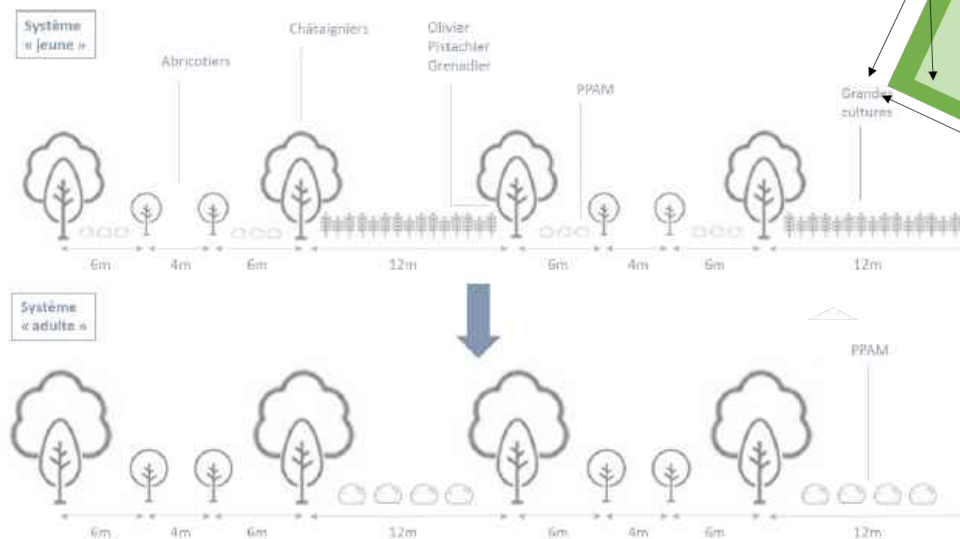 Système
« jeune »
Abricotiers
Châtaigniers
Olivier
Pistachier
Grenadier
PPAM
Grandes
cultures
6m 4m 6m 12m 6m 4m 6m 12m
Système
« adulte »
PPAM
6m 4m 6m 12m 6m 4m 6m 12m